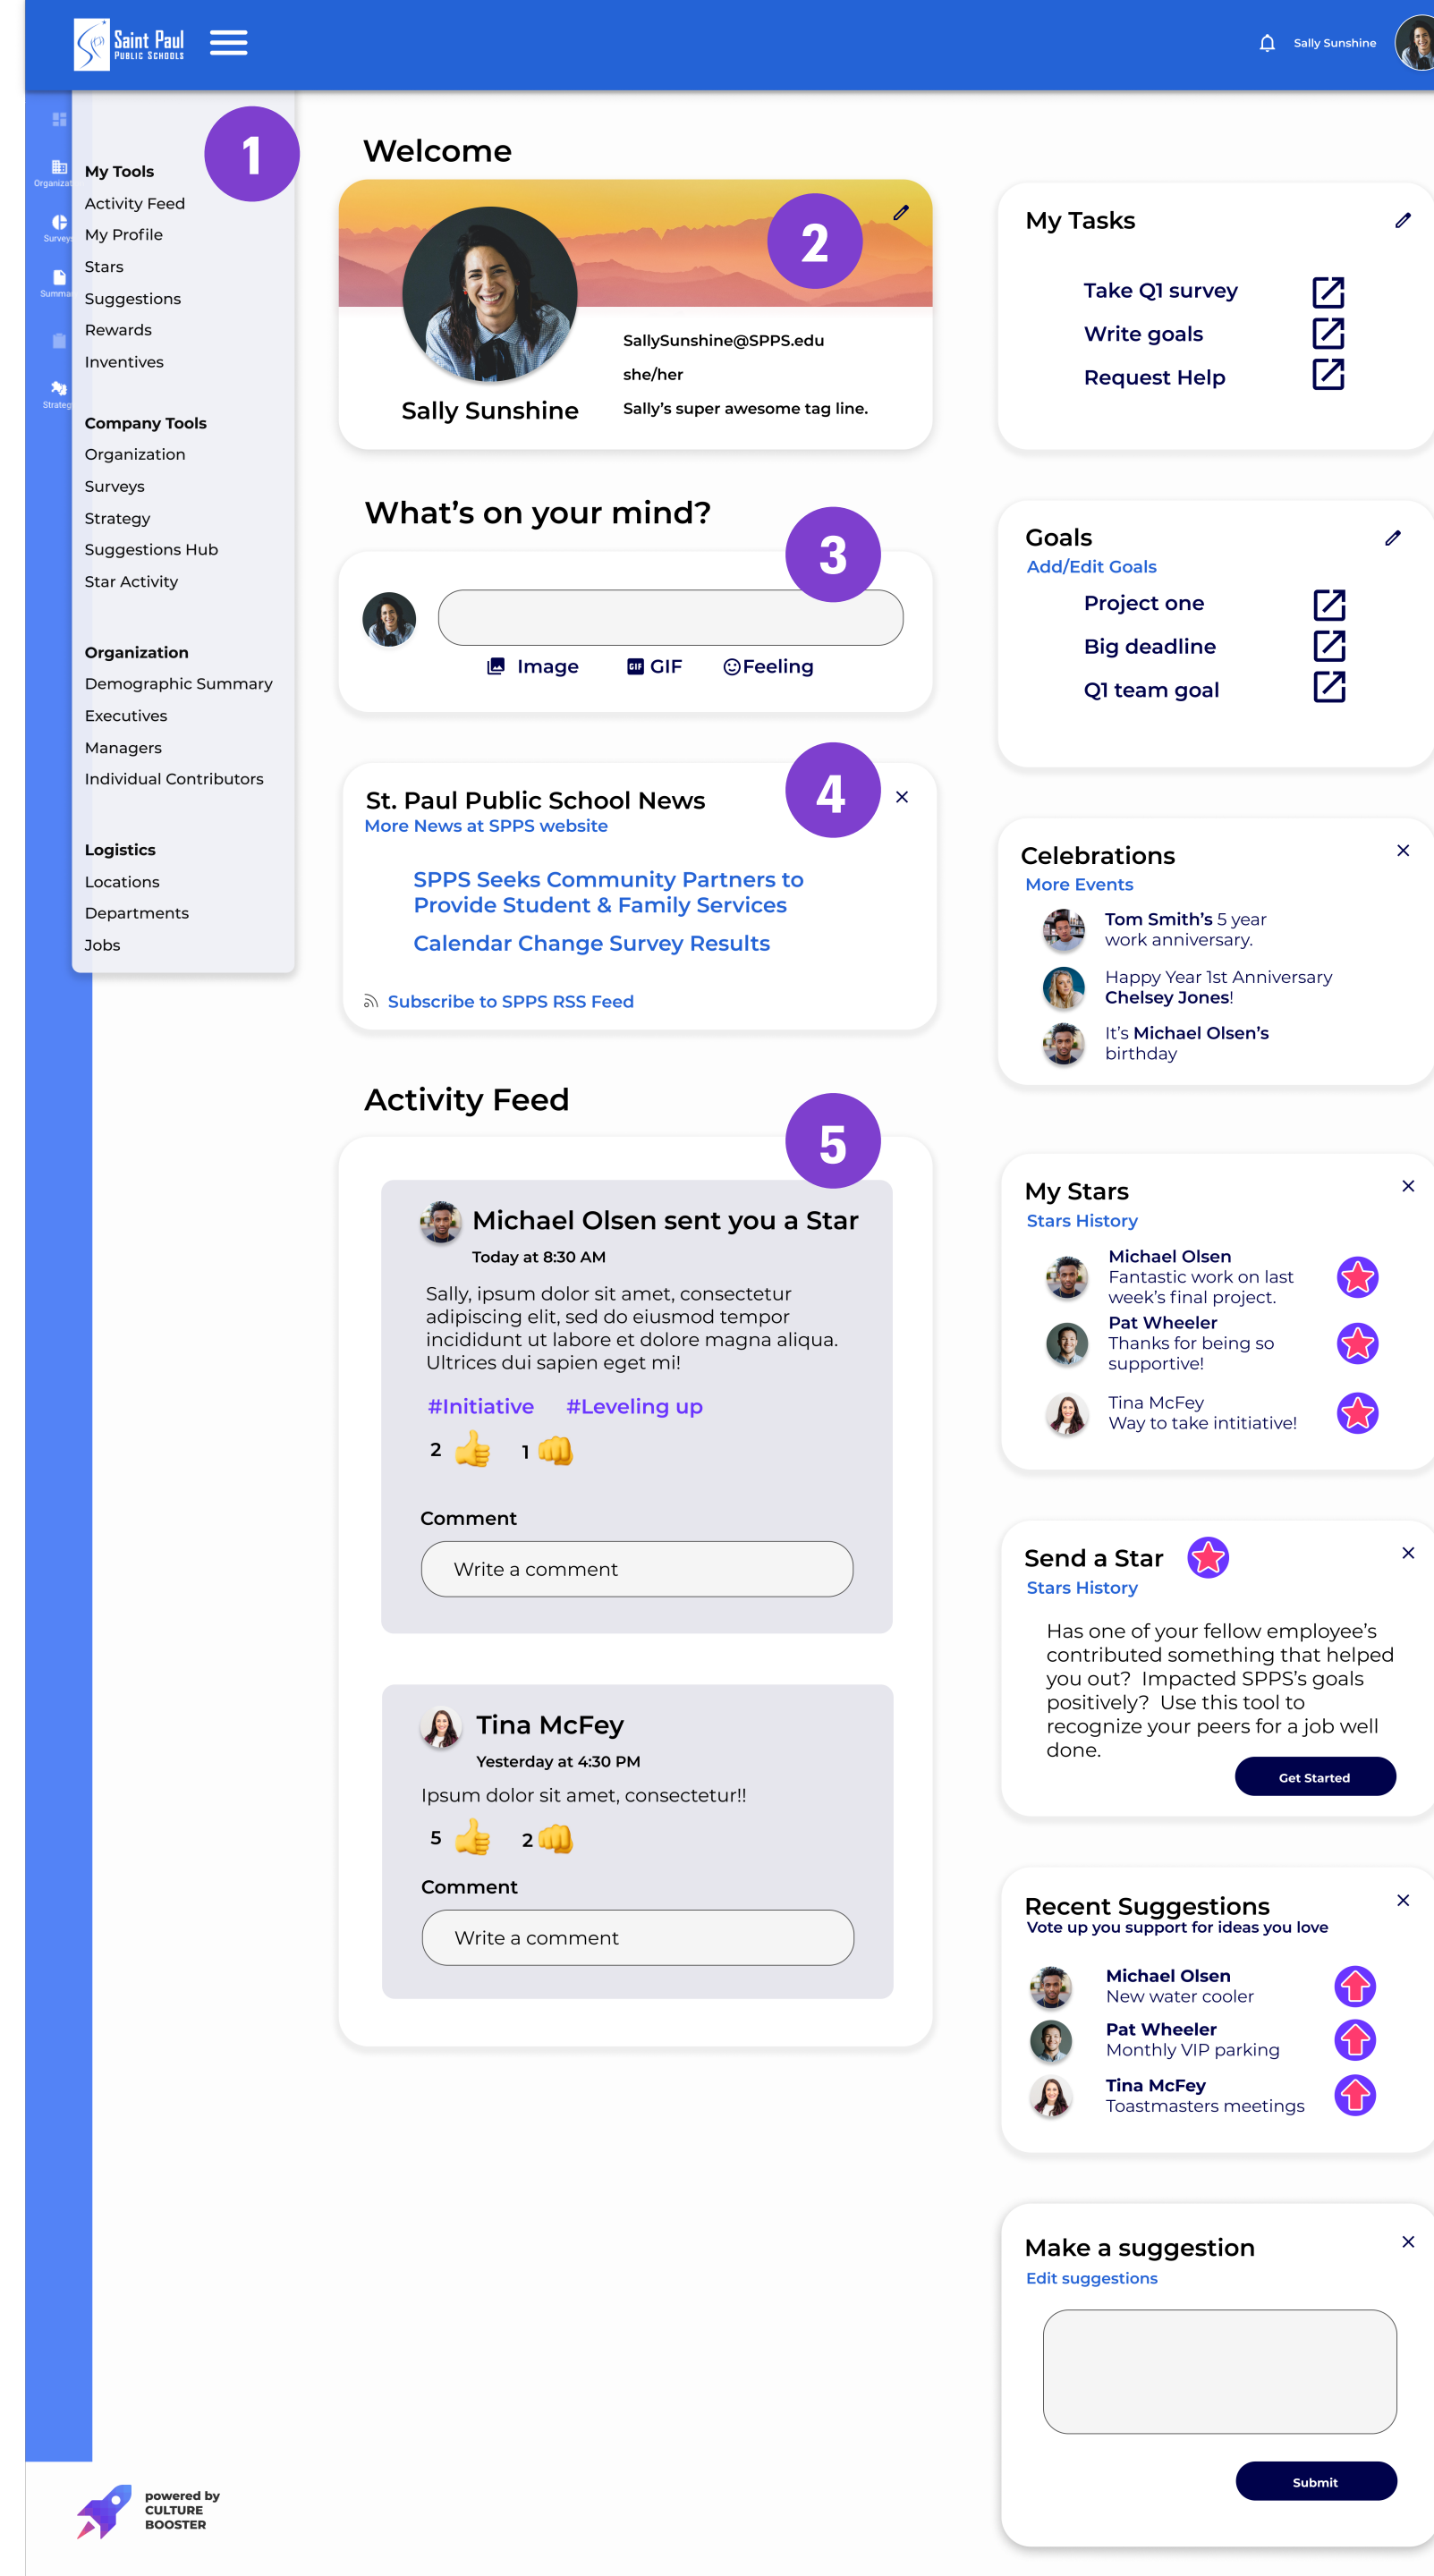 Saint Paul
PUBLIC SCHOOLS
Sally Sunshine
Organizat
Surveys
Summa
Strateg
1
My Tools
Activity Feed
My Profile
Stars
Suggestions
Rewards
Inventives
Company Tools
Organization
Surveys
Strategy
Suggestions Hub
Star Activity
Organization
Demographic Summary
Executives
Managers
Individual Contributors
Logistics
Locations
Departments
Jobs
Welcome
2
Sally Sunshine
SallySunshine@SPPS.edu
she/her
Sally’s super awesome tag line.
What’s on your mind?
3
Image
GIF
GIF
Feeling
4
St. Paul Public School News
More News at SPPS website
SPPS Seeks Community Partners to
Provide Student & Family Services
Calendar Change Survey Results
Subscribe to SPPS RSS Feed
Activity Feed
5
Michael Olsen sent you a Star
Today at 8:30 AM
Sally, ipsum dolor sit amet, consectetur
adipiscing elit, sed do eiusmod tempor
incididunt ut labore et dolore magna aliqua.
Ultrices dui sapien eget mi!
#Initiative #Leveling up
2 1
Comment
Write a comment
Tina McFey
Yesterday at 4:30 PM
Ipsum dolor sit amet, consectetur!!
5 2
Comment
Write a comment
My Tasks
Take Q1 survey
Write goals
Request Help
Goals
Add/Edit Goals
Project one
Big deadline
Q1 team goal
Celebrations
More Events
Tom Smith’s 5 year
work anniversary.
Happy Year 1st Anniversary
Chelsey Jones!
It’s Michael Olsen’s
birthday
My Stars
Stars History
Michael Olsen
Fantastic work on last
week’s final project.
Pat Wheeler
Thanks for being so
supportive!
Tina McFey
Way to take intitiative!
Send a Star
Stars History
Has one of your fellow employee’s
contributed something that helped
you out? Impacted SPPS’s goals
positively? Use this tool to
recognize your peers for a job well
done.
Get Started
Recent Suggestions
Vote up you support for ideas you love
Michael Olsen
New water cooler
Pat Wheeler
Monthly VIP parking
Tina McFey
Toastmasters meetings
Make a suggestion
Edit suggestions
Submit
powered by
CULTURE
BOOSTER